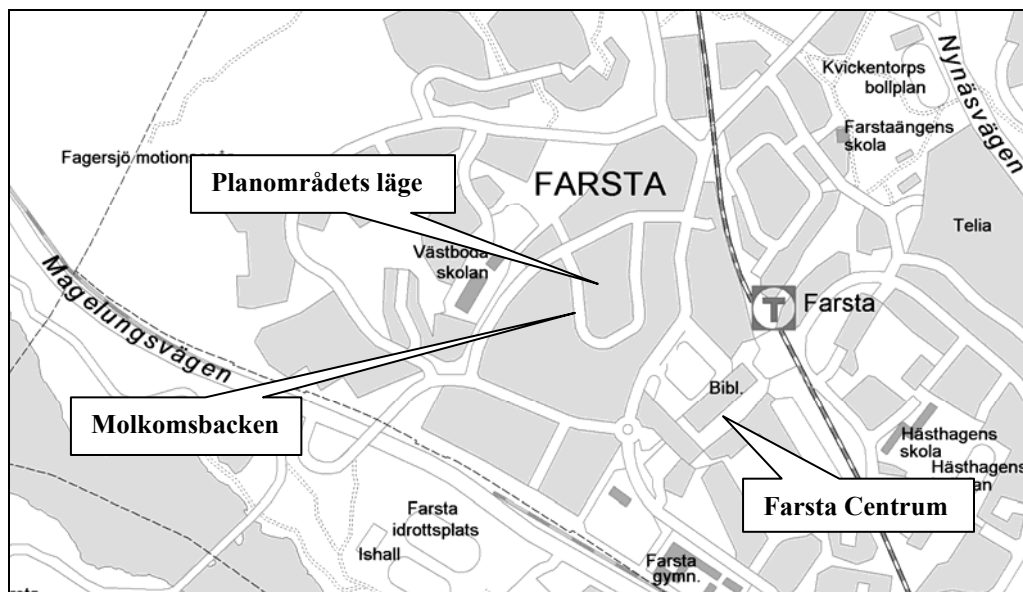 Kvickentorps
bollplan
Nynäsvägen
Farstaängens
skola
Fagersjö
Planområdets läge
FARSTA
Telia
Västboda
skolan
Magelungsvägen
T Farsta
Bibl.
Molkomsbacken
Hästhagens
skola
Hästhagens
Farsta Centrum
Farsta
idrottsplats
Ishall
Farsta
gymn.